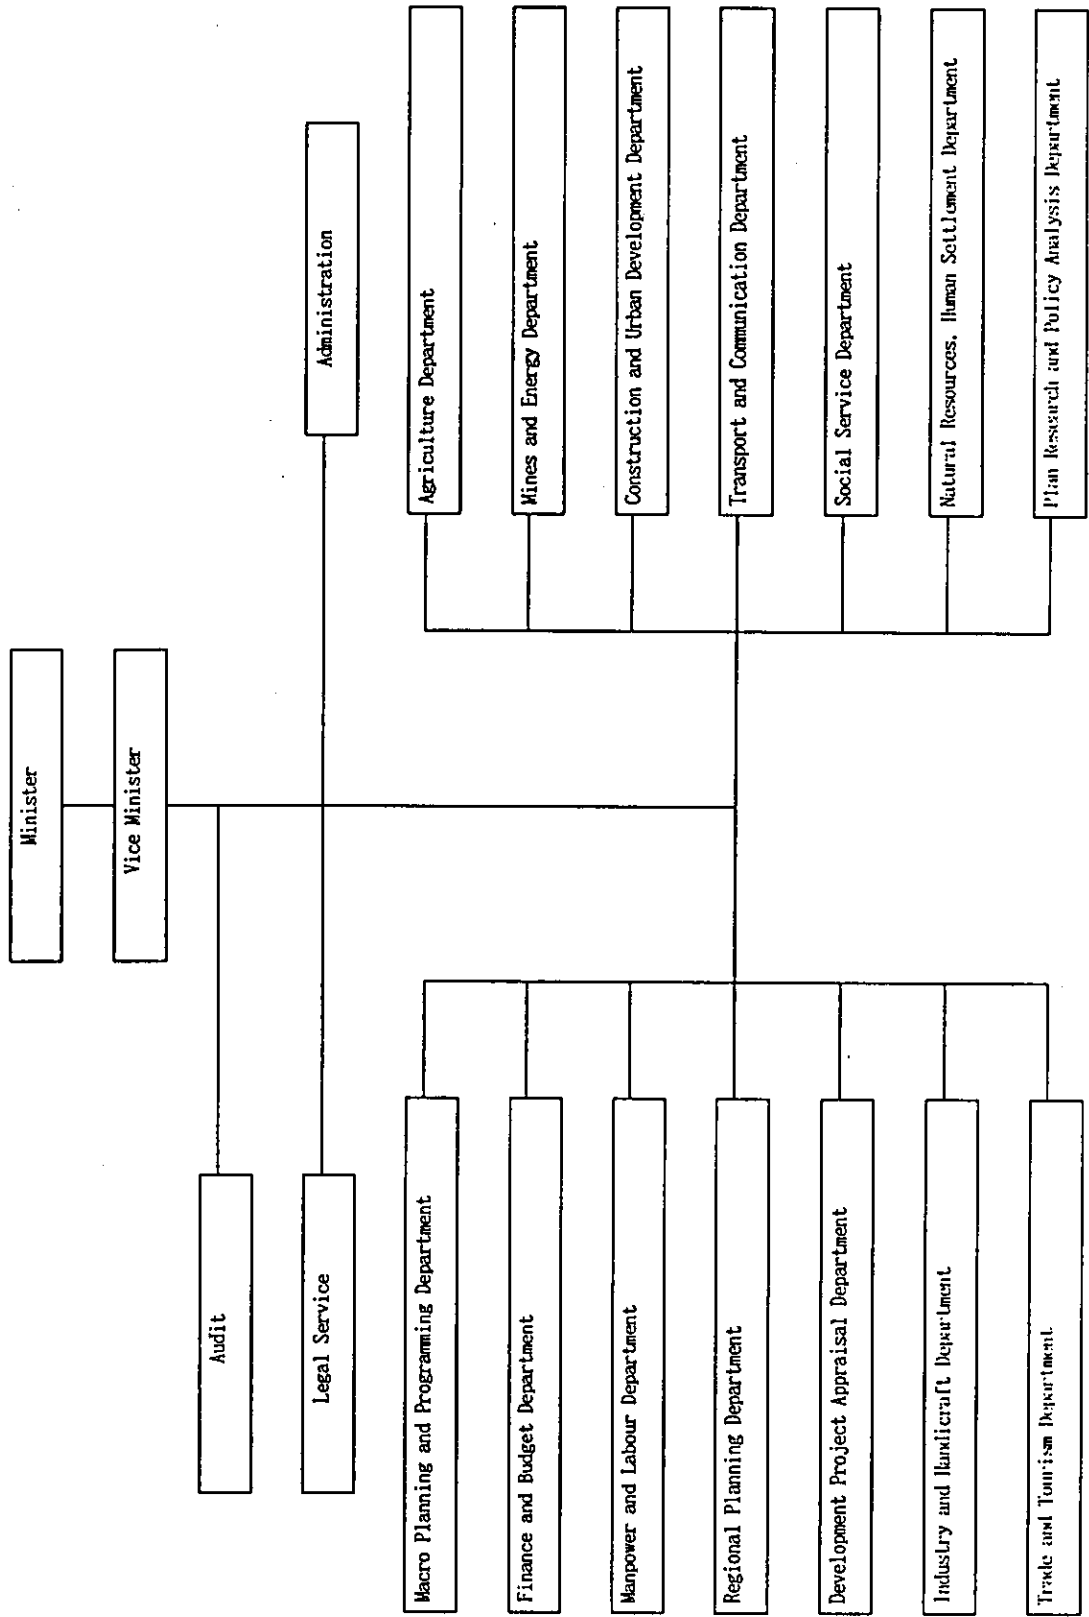 Minister
Vice Minister
Audit
Legal Service
Administration
Macro Planning and Programming Department
Finance and Budget Department
Manpower and Labour Department
Regional Planning Department
Development Project Appraisal Department
Industry and Handicraft Department
Trade and Tourism Department
Agriculture Department
Mines and Energy Department
Construction and Urban Development Department
Transport and Communication Department
Social Service Department
Natural Resources, Human Settlement Department
Plan Research and Policy Analysis Department